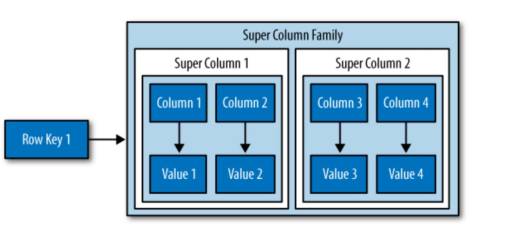 Super Column Family
Super Column 1 Super Column 2
Column 1 Column 2 Column 3 Column 4
Row Key 1
Value 1 Value 2 Value 3 Value 4